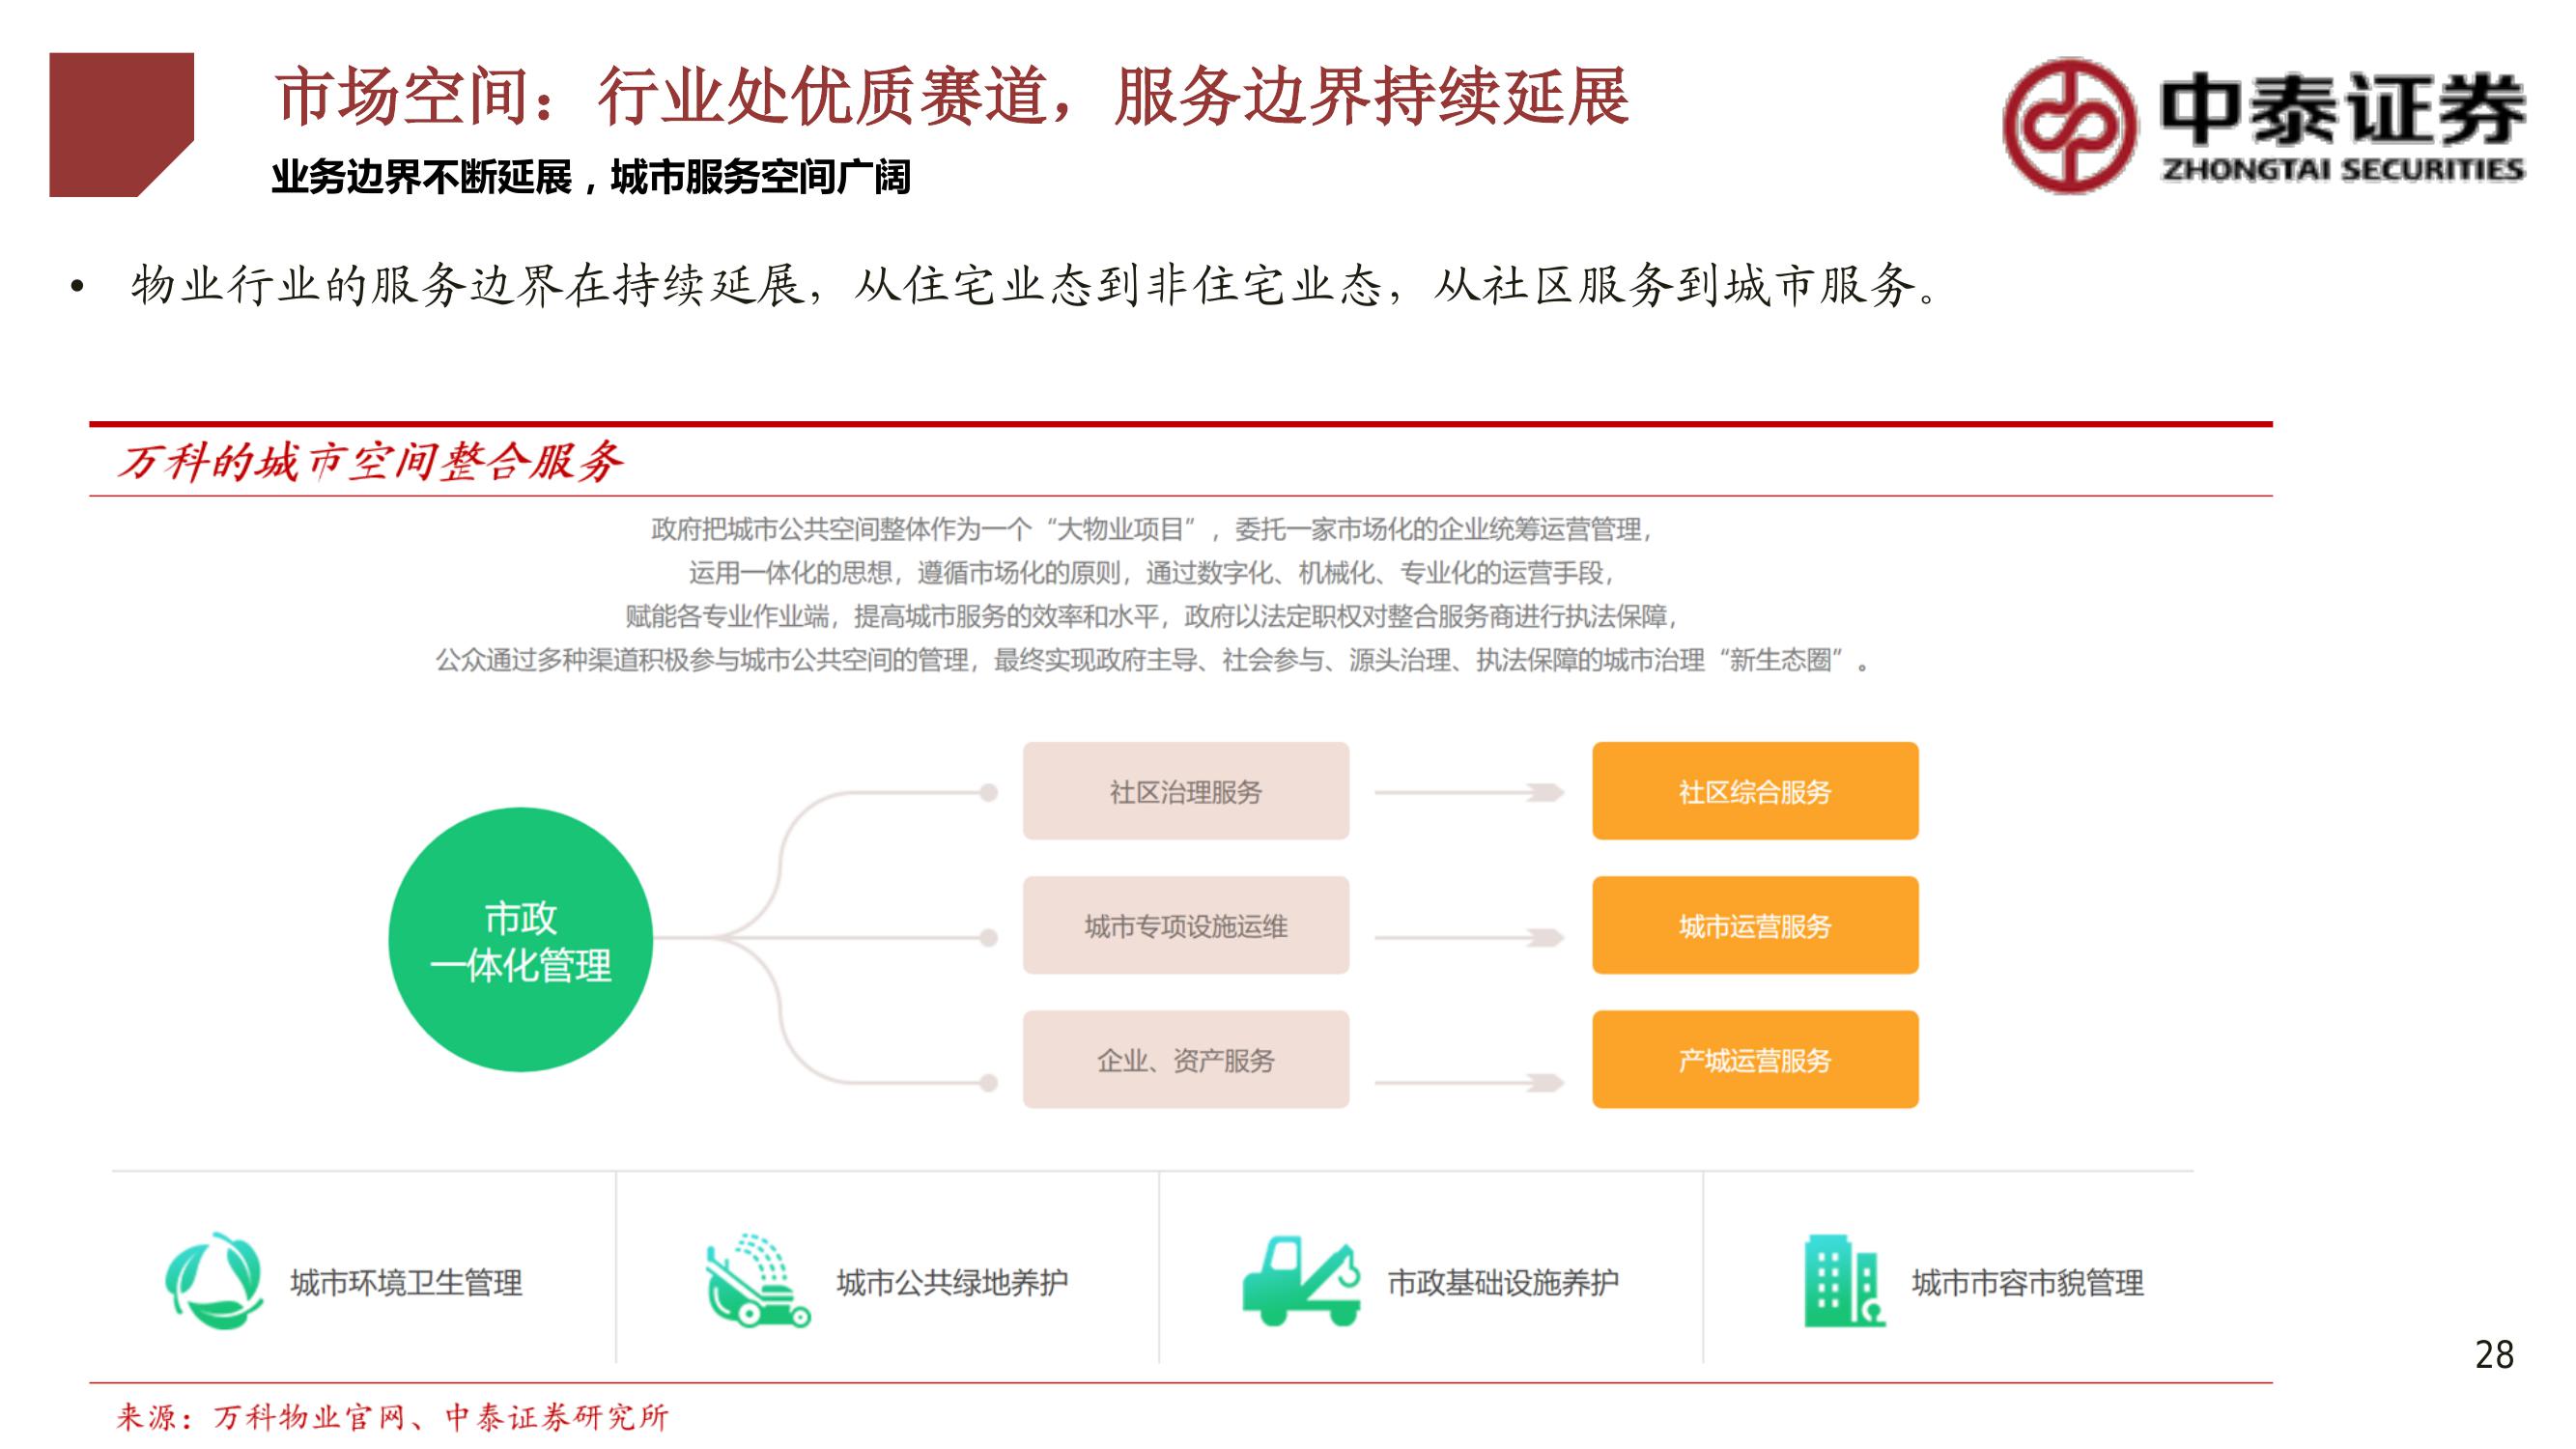 市场空间：行业处优质赛道，服务边界持续延展
业务边界不断延展，城市服务空间广阔
中泰证券
ZHONGTAI SECURITIES
• 物业行业的服务边界在持续延展，从住宅业态到非住宅业态，从社区服务到城市服务。
万科的城市空间整合服务
政府把城市公共空间整体作为一个“大物业项目”，委托一家市场化的企业统筹运营管理，
运用一体化的思想，遵循市场化的原则，通过数字化、机械化、专业化的运营手段，
赋能各专业作业端，提高城市服务的效率和水平，政府以法定职权对整合服务商进行执法保障，
公众通过多种渠道积极参与城市公共空间的管理，最终实现政府主导、社会参与、源头治理、执法保障的城市治理“新生态圈”。
市政
一体化管理
社区治理服务
社区综合服务
城市专项设施运维
城市运营服务
企业、资产服务
产城运营服务
城市环境卫生管理
城市公共绿地养护
市政基础设施养护
城市市容市貌管理
28
来源：万科物业官网、中泰证券研究所